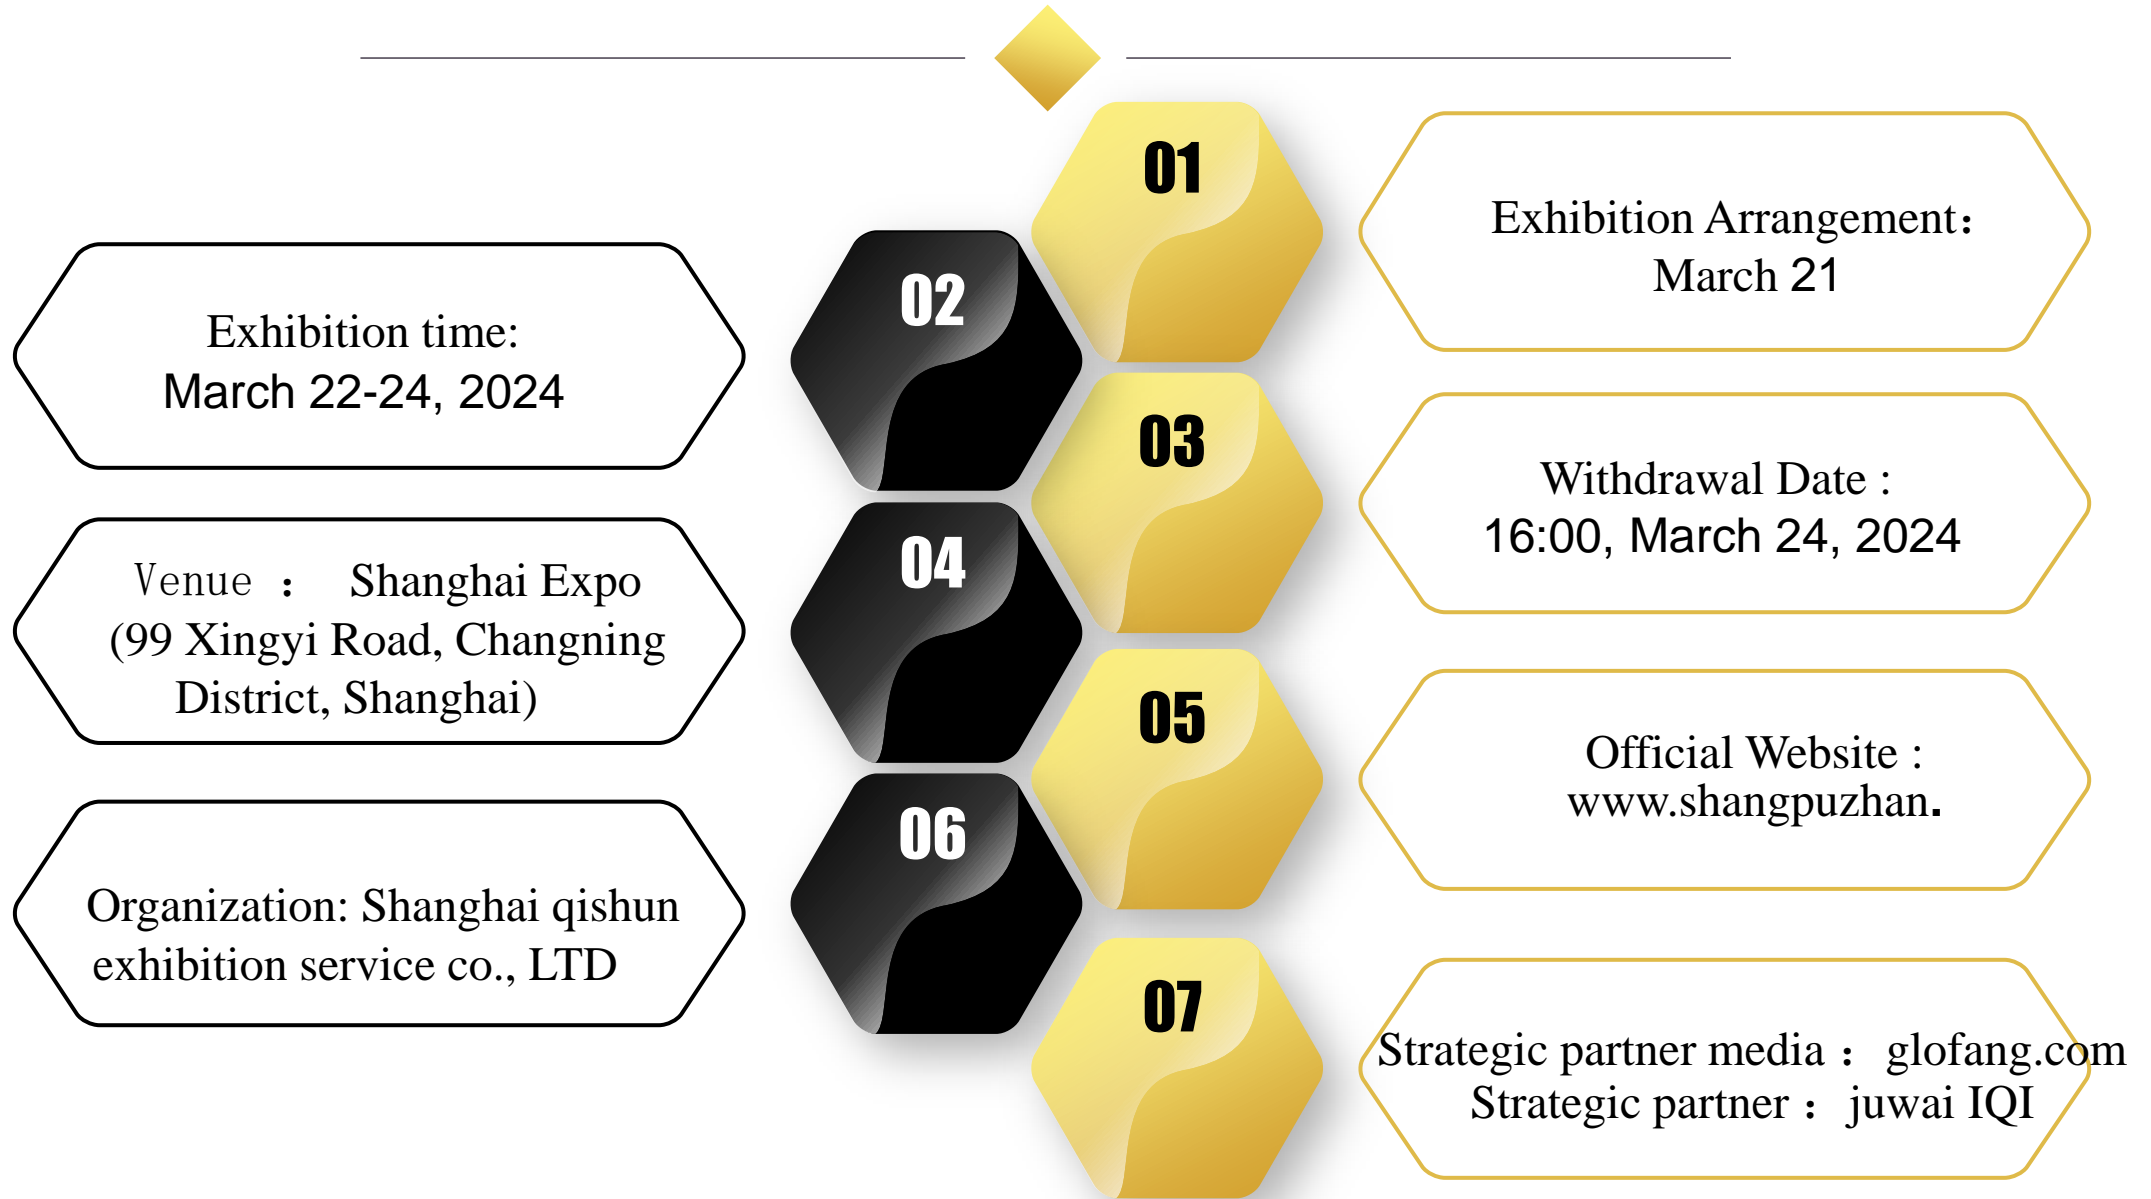 01
Exhibition Arrangement：
March 21
02
Exhibition time:
March 22-24, 2024
03
Withdrawal Date :
16:00, March 24, 2024
04
Venue ： Shanghai Expo
(99 Xingyi Road, Changning
District, Shanghai)
05
Official Website :
www.shangpuzhan.
06
Organization: Shanghai qishun
exhibition service co., LTD
07
Strategic partner media ： glofang.com
Strategic partner ： juwai IQI